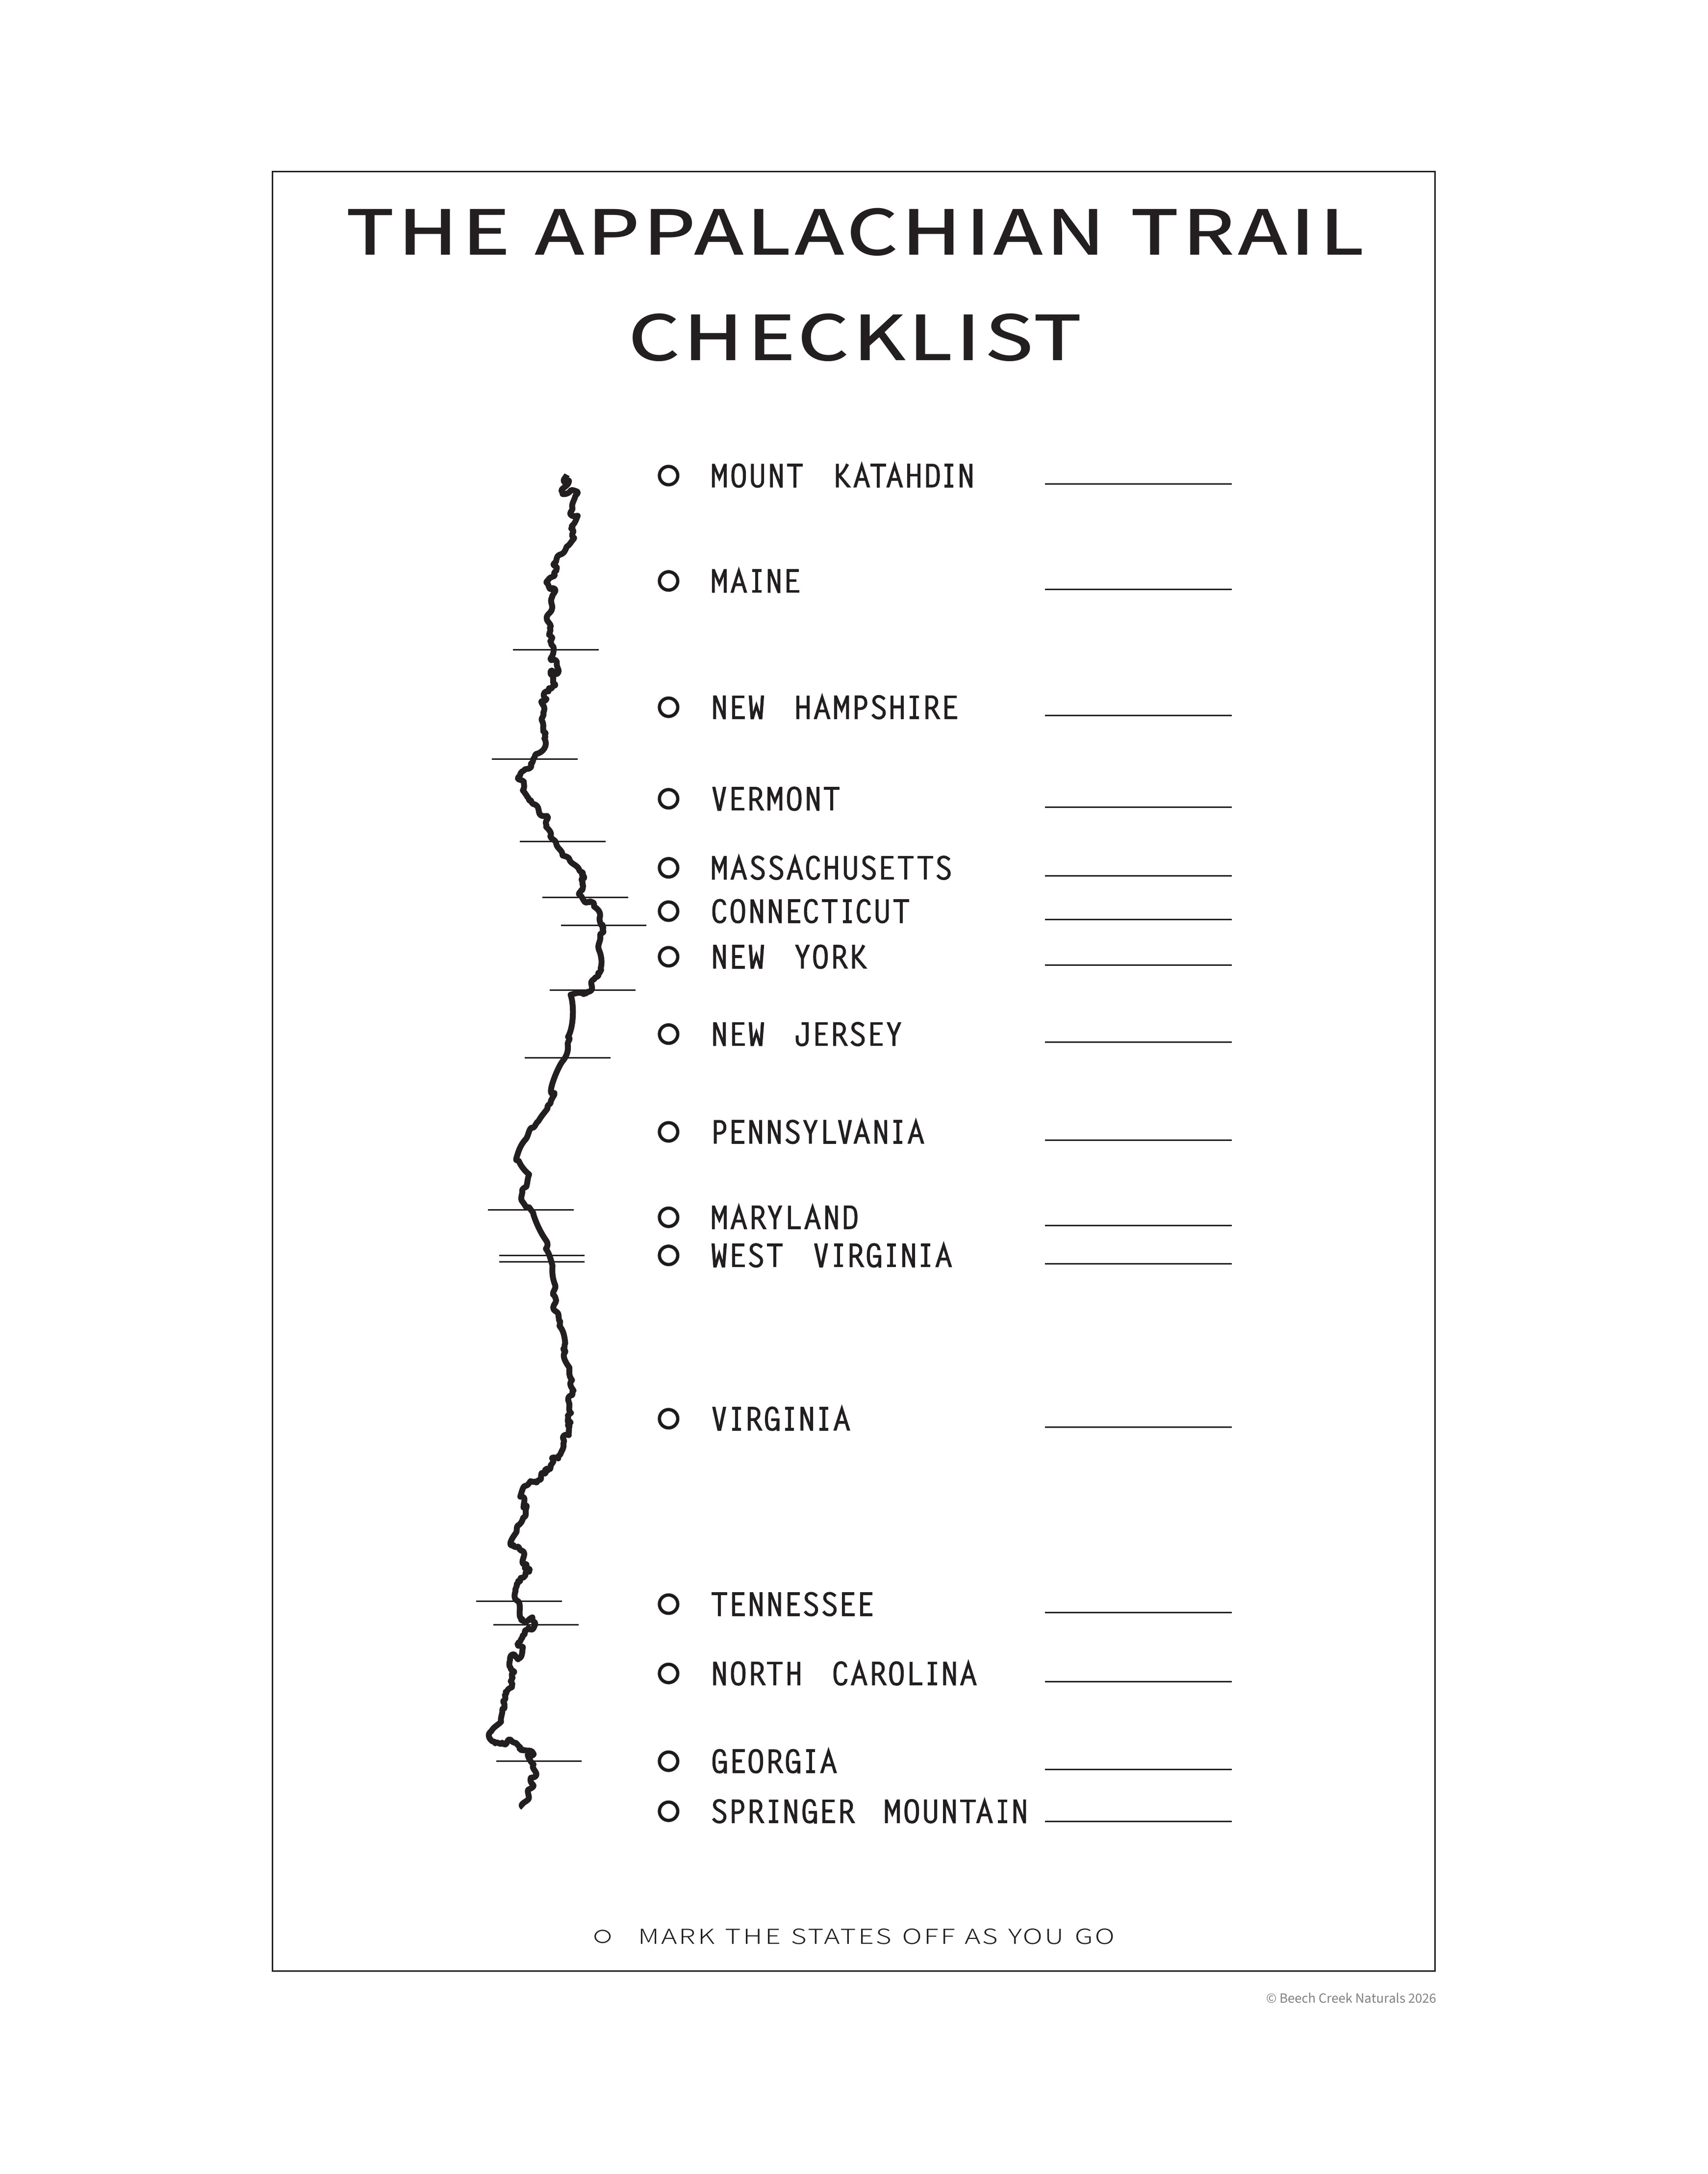 THE APPALACHIAN TRAIL
CHECKLIST
MOUNT KATAHDIN
MAINE
NEW HAMPSHIRE
VERMONT
MASSACHUSETTS
CONNECTICUT
NEW YORK
NEW JERSEY
PENNSYLVANIA
MARYLAND
WEST VIRGINIA
VIRGINIA
TENNESSEE
NORTH CAROLINA
GEORGIA
SPRINGER MOUNTAIN
MARK THE STATES OFF AS YOU GO
© Beech Creek Naturals 2026